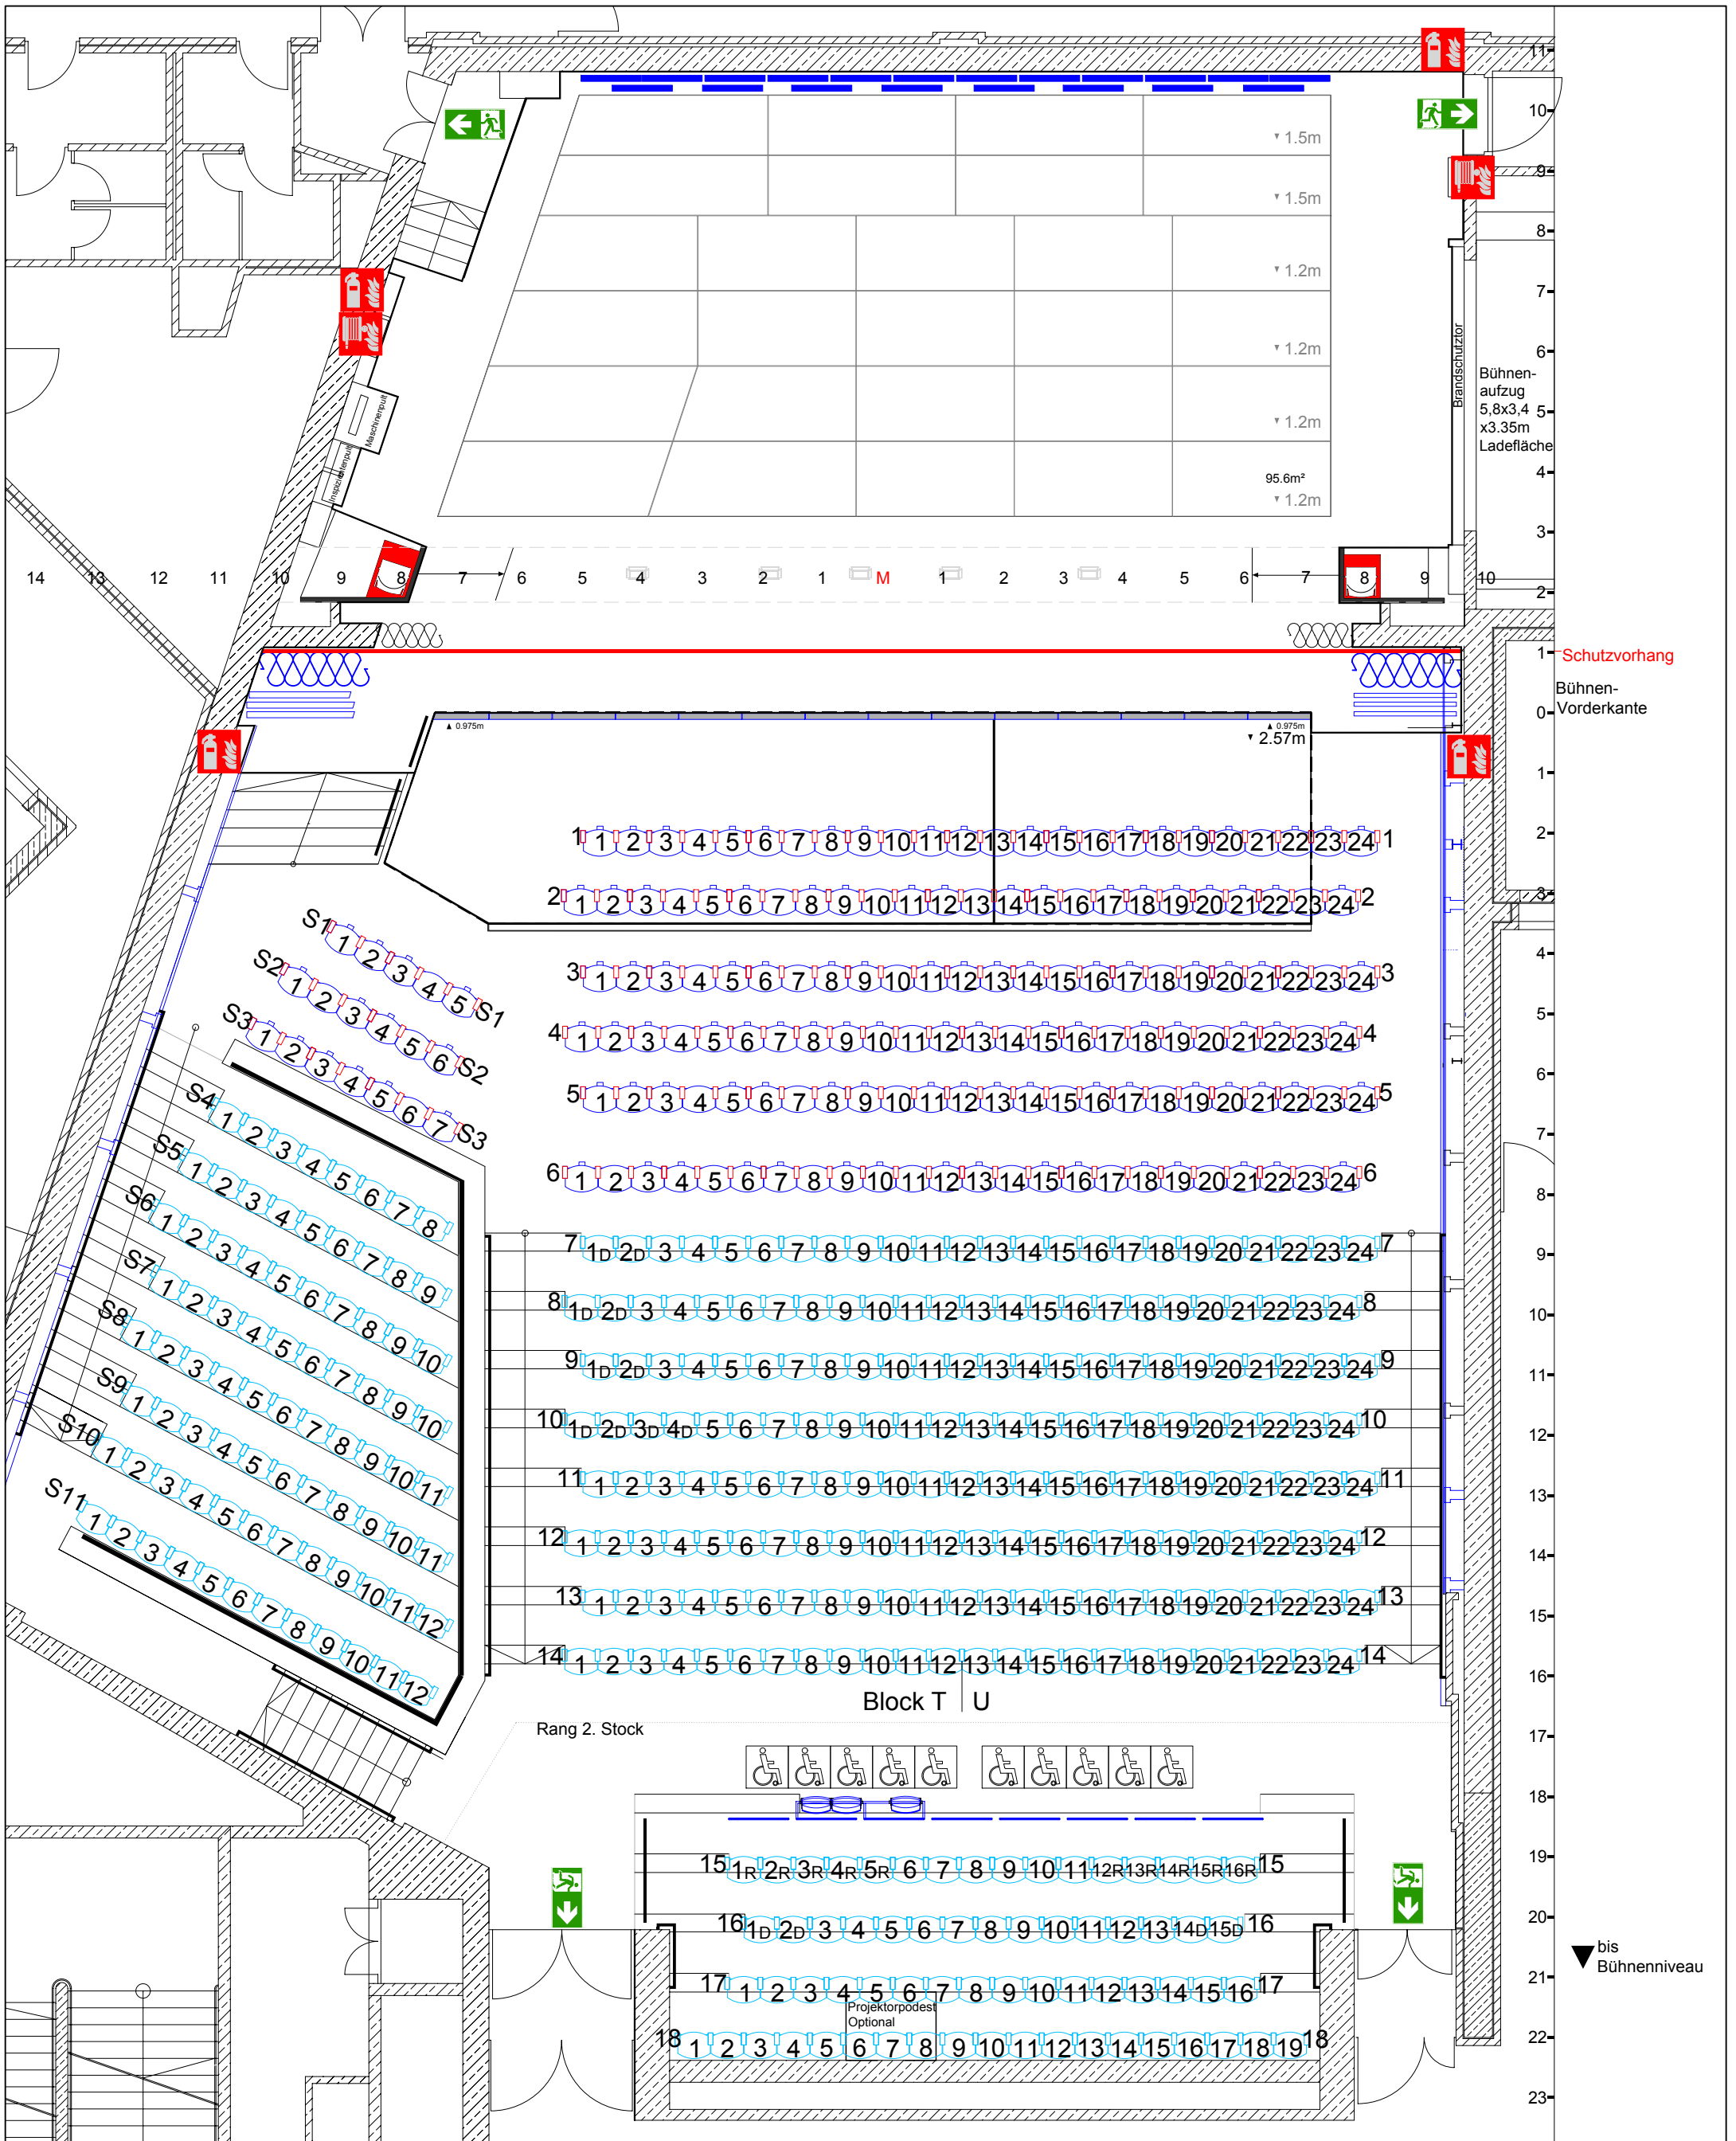 11
10
▼ 1.5m
9
▼ 1.5m
8
▼ 1.2m
7
▼ 1.2m
6
Brandschutztor
Bühnen-
aufzug
5,8x3,4
x3.35m
Ladefläche
5
Maschinenpult
▼ 1.2m
4
95.6m²
▼ 1.2m
3
14 13 12 11 10 9 8 7 6 5 4 3 2 1 M 1 2 3 4 5 6 7 8 9 10
2
1
Schutzvorhang
Bühnen-
Vorderkante
0
▲ 0.975m
▲ 0.975m
▼ 2.57m
1
2
1 1 2 3 4 5 6 7 8 9 10 11 12 13 14 15 16 17 18 19 20 21 22 23 24 1
3
2 1 2 3 4 5 6 7 8 9 10 11 12 13 14 15 16 17 18 19 20 21 22 23 24 2
4
3 1 2 3 4 5 6 7 8 9 10 11 12 13 14 15 16 17 18 19 20 21 22 23 24 3
5
4 1 2 3 4 5 6 7 8 9 10 11 12 13 14 15 16 17 18 19 20 21 22 23 24 4
6
5 1 2 3 4 5 6 7 8 9 10 11 12 13 14 15 16 17 18 19 20 21 22 23 24 5
7
6 1 2 3 4 5 6 7 8 9 10 11 12 13 14 15 16 17 18 19 20 21 22 23 24 6
8
7 1D 2D 3 4 5 6 7 8 9 10 11 12 13 14 15 16 17 18 19 20 21 22 23 24 7
9
8 1D 2D 3 4 5 6 7 8 9 10 11 12 13 14 15 16 17 18 19 20 21 22 23 24 8
10
9 1D 2D 3 4 5 6 7 8 9 10 11 12 13 14 15 16 17 18 19 20 21 22 23 24 9
11
10 1D 2D 3D 4D 5 6 7 8 9 10 11 12 13 14 15 16 17 18 19 20 21 22 23 24 10
12
11 1 2 3 4 5 6 7 8 9 10 11 12 13 14 15 16 17 18 19 20 21 22 23 24 11
13
12 1 2 3 4 5 6 7 8 9 10 11 12 13 14 15 16 17 18 19 20 21 22 23 24 12
14
13 1 2 3 4 5 6 7 8 9 10 11 12 13 14 15 16 17 18 19 20 21 22 23 24 13
15
14 1 2 3 4 5 6 7 8 9 10 11 12 13 14 15 16 17 18 19 20 21 22 23 24 14
16
S1 1 2 3 4 5 S1
S2 1 2 3 4 5 6 S2
S3 1 2 3 4 5 6 7 S3
S4 1 2 3 4 5 6 7 8
S5 1 2 3 4 5 6 7 8 9
S6 1 2 3 4 5 6 7 8 9 10
S7 1 2 3 4 5 6 7 8 9 10
S8 1 2 3 4 5 6 7 8 9 10 11
S9 1 2 3 4 5 6 7 8 9 10 11
S10 1 2 3 4 5 6 7 8 9 10 11 12
S11 1 2 3 4 5 6 7 8 9 10 11 12
Block T U
Rang 2. Stock
17
18
15 1R 2R 3R 4R 5R 6 7 8 9 10 11 12R 13R 14R 15R 16R 15
19
16 1D 2D 3 4 5 6 7 8 9 10 11 12 13 14D 15D 16
20
bis
Bühnenniveau
17 1 2 3 4 5 6 7 8 9 10 11 12 13 14 15 16 17
21
Projektorpodest
Optional
18 1 2 3 4 5 6 7 8 9 10 11 12 13 14 15 16 17 18 19 18
22
23